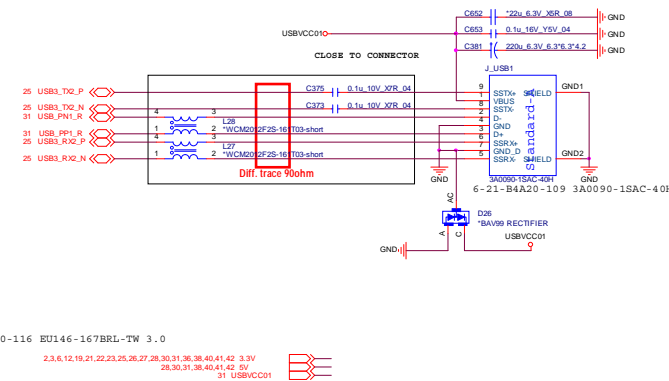 C652 *22u_6.3V_X5R_08 GND
C653 0.1u_16V_Y5V_04 GND
USBVCC01
C381 220u_6.3V_6.3*6.3*4.2 GND
CLOSE TO CONNECTOR
J_USB1
25 USB3_TX2_P C375 0.1u_10V_X7R_04 9 SSTX+ SHIELD GND1
1 VBUS
25 USB3_TX2_N C373 0.1u_10V_X7R_04 8 SSTX-
31 USB_PN1_R 4 3 2 D-
L28 4 GND
31 USB_PP1_R 1 2 *WCM2012F2S-161T03-short 3 D+
25 USB3_RX2_P 4 3 6 SSRX+
L27 7 GND_D
25 USB3_RX2_N 1 2 *WCM2012F2S-161T03-short 5 SSRX- SHIELD GND2
Standard-A
Diff. trace 90ohm
GND 3A0090-1SAC-40H GND
6-21-B4A20-109 3A0090-1SAC-40H
AC
D26
*BAV99 RECTIFIER
A C USBVCC01
GND
0-116 EU146-167BRL-TW 3.0
2,3,6,12,19,21,22,23,25,26,27,28,30,31,36,38,40,41,42 3.3V
28,30,31,38,40,41,42 5V
31 USBVCC01